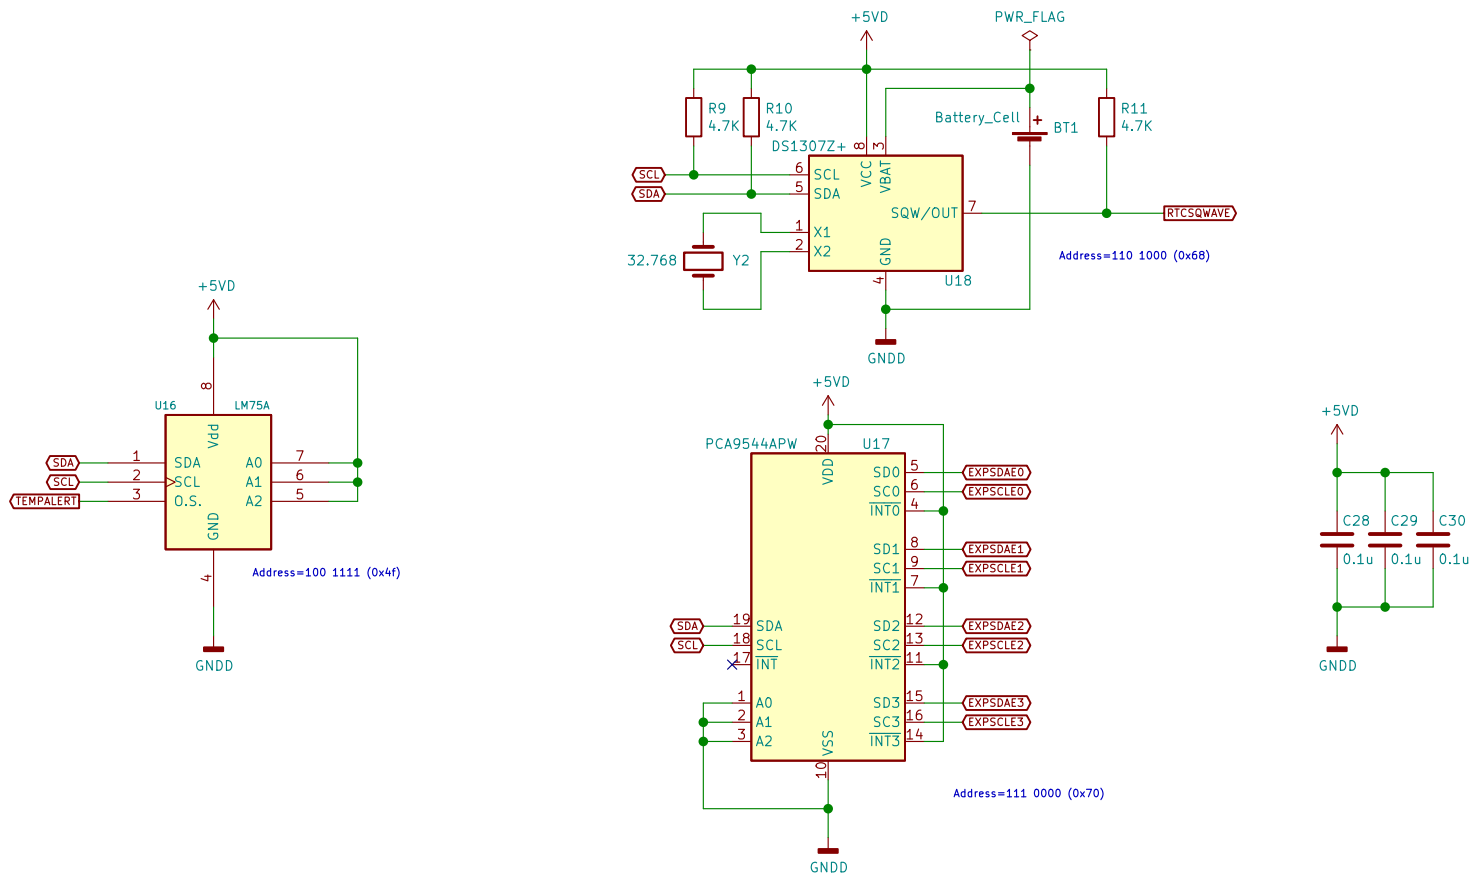 +5VD
PWR_FLAG
R9
4.7K
R10
4.7K
Battery_Cell
+
BT1
R11
4.7K
DS1307Z+
8
3
VCC
VBAT
SCL
6
SCL
SDA
5
SDA
SQW/OUT
7
RTCSQWAVE
1
X1
2
X2
32.768
Y2
GND
4
U18
Address=110 1000 (0x68)
GNDD
+5VD
8
U16
LM75A
Vdd
SDA
1
SDA
A0
7
SCL
2
SCL
A1
6
TEMPALERT
3
O.S.
A2
5
GND
4
Address=100 1111 (0x4f)
GNDD
+5VD
PCA9544APW
20
U17
VDD
SD0
5
EXPSDAE0
SC0
6
EXPSCLE0
INT0
4
SD1
8
EXPSDAE1
SC1
9
EXPSCLE1
INT1
7
SDA
19
SDA
SD2
12
EXPSDAE2
SCL
18
SCL
SC2
13
EXPSCLE2
17
INT
INT2
11
1
A0
SD3
15
EXPSDAE3
2
A1
SC3
16
EXPSCLE3
3
A2
INT3
14
VSS
10
Address=111 0000 (0x70)
GNDD
+5VD
C28
0.1u
C29
0.1u
C30
0.1u
GNDD